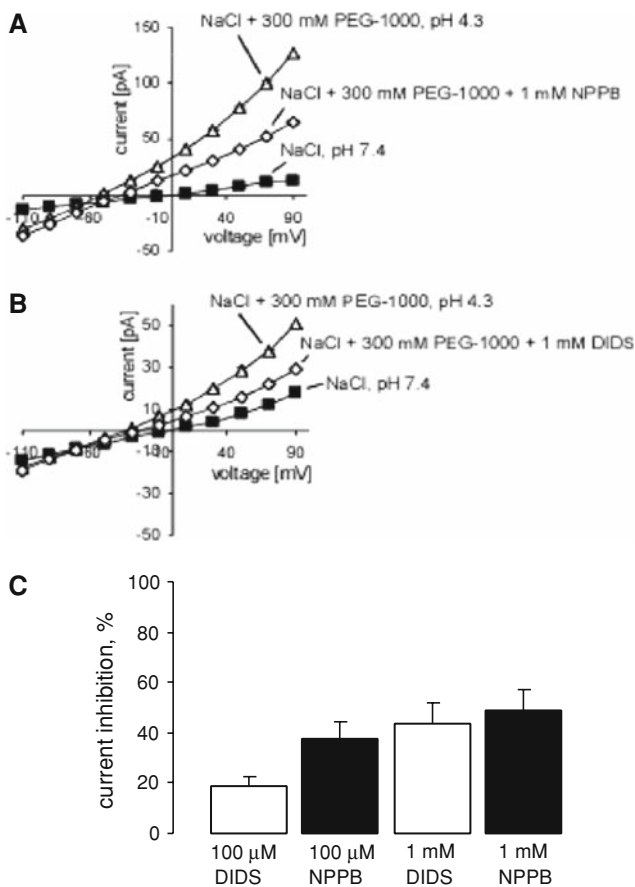 A
NaCl + 300 mM PEG-1000, pH 4.3
150
100
50
-50
current [pA]
NaCl + 300 mM PEG-1000 + 1 mM NPPB
NaCl, pH 7.4
-110
-60
-10
40
90
voltage [mV]
B
NaCl + 300 mM PEG-1000, pH 4.3
50
30
10
-10
-30
-50
current [pA]
NaCl + 300 mM PEG-1000 + 1 mM DIDS
NaCl, pH 7.4
-110
-60
40
90
voltage [mV]
C
current inhibition, %
100
80
60
40
20
0
100 µM DIDS
100 µM NPPB
1 mM DIDS
1 mM NPPB